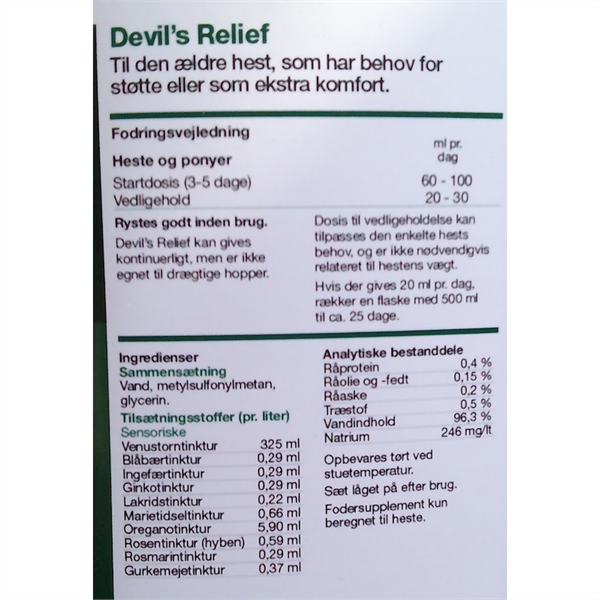 Devil's Relief
Til den ældre hest, som har behov for
støtte eller som ekstra komfort.
Fodringsvejledning
ml pr.
dag
Heste og ponyer
Startdosis (3-5 dage) 60 - 100
Vedligehold 20 - 30
Rystes godt inden brug.
Devil's Relief kan gives
kontinuerligt, men er ikke
egnet til drægtige hopper.
Dosis til vedligeholdelse kan
tilpasses den enkelte hests
behov, og er ikke nødvendigvis
relateret til hestens vægt.
Hvis der gives 20 ml pr. dag,
rækker en flaske med 500 ml
til ca. 25 dage.
Ingredienser
Sammensætning
Vand, metylsulfonylmetan,
glycerin.
Tilsætningsstoffer (pr. liter)
Sensoriske
Venustorntinktur 325 ml
Blåbærtinktur 0,29 ml
Ingefærtinktur 0,29 ml
Ginkotinktur 0,29 ml
Lakridstinktur 0,22 ml
Marietidseltinktur 0,66 ml
Oreganotinktur 5,90 ml
Rosentinktur (hyben) 0,59 ml
Rosmarintinktur 0,29 ml
Gurkemejetinktur 0,37 ml
Analytiske bestanddele
Råprotein 0,4 %
Råolie og -fedt 0,15 %
Råaske 0,2 %
Træstof 0,5 %
Vandindhold 96,3 %
Natrium 246 mg/lt
Opbevares tørt ved
stuetemperatur.
Sæt låget på efter brug.
Fodersupplement kun
beregnet til heste.